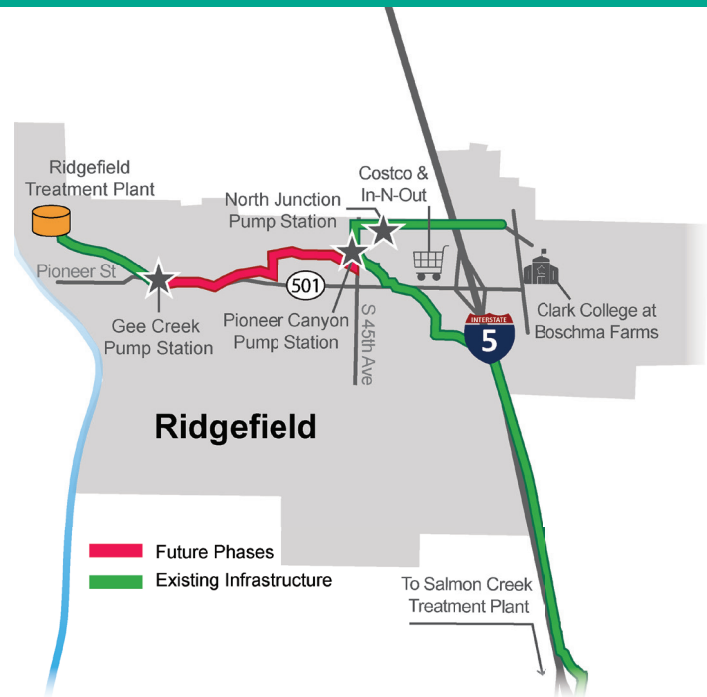 Ridgefield
Treatment Plant
Costco &
In-N-Out
North Junction
Pump Station
Pioneer St
501
Gee Creek
Pump Station
Pioneer Canyon
Pump Station
S 45th Ave
INTERSTATE
5
Clark College at
Boschma Farms
Ridgefield
Future Phases
Existing Infrastructure
To Salmon Creek
Treatment Plant